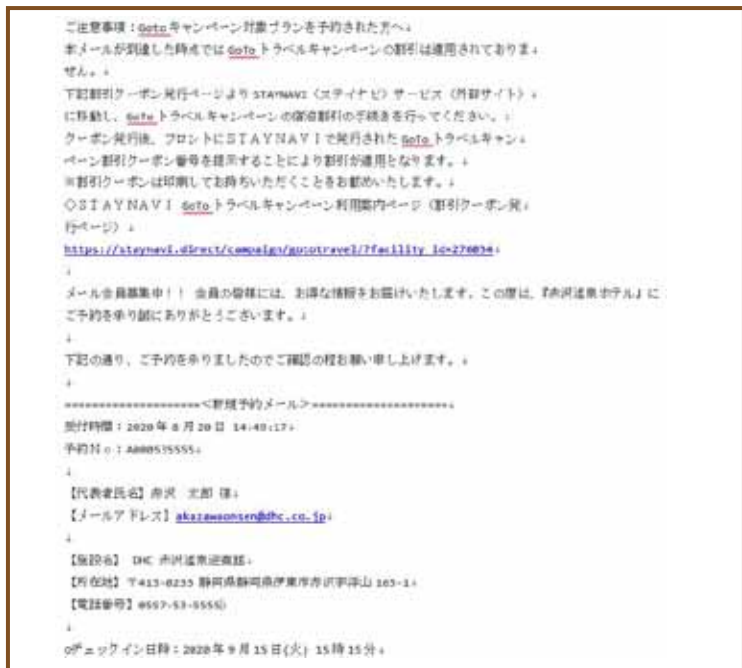 ご注意事項：Gotoキャンペーン対象プランを予約された方へ↓
本メールが到達した時点ではGoToトラベルキャンペーンの割引は適用されておりま↓
せん。↓
下記割引クーポン発行ページよりSTAYNAVI（ステイナビ）サービス（外部サイト）↓
に移動し、GoToトラベルキャンペーンの宿泊割引の手続きを行ってください。↓
クーポン発行後、フロントにＳＴＡＹＮＡＶＩで発行されたGoToトラベルキャン↓
ペーン割引クーポン番号を提示することにより割引が適用となります。↓
※割引クーポンは印刷してお持ちいただくことをお勧めいたします。↓
◇ＳＴＡＹＮＡＶＩ GoToトラベルキャンペーン利用案内ページ（割引クーポン発↓
行ページ）↓
https://staynavi.direct/campaign/gototravel/?facility_id=276034↓
↓
メール会員募集中！！ 会員の皆様には、お得な情報をお届けいたします。この度は、『赤沢温泉ホテル』に
ご予約を承り誠にありがとうございます。↓
↓
下記の通り、ご予約を承りましたのでご確認の程お願い申し上げます。↓
↓
====================<新規予約メール>====================↓
受付時間：2020年8月20日 14:49:17↓
予約Ｎｏ：A000535555↓
↓
【代表者氏名】赤沢　太郎 様↓
【メールアドレス】akazawaonsen@dhc.co.jp↓
↓
【施設名】 DHC 赤沢温泉迎賓館↓
【所在地】〒413-0233 静岡県静岡県伊東市赤沢字浮山 163-1↓
【電話番号】0557-53-5555
↓
○チェックイン日時：2020年9月15日(火) 15時15分↓